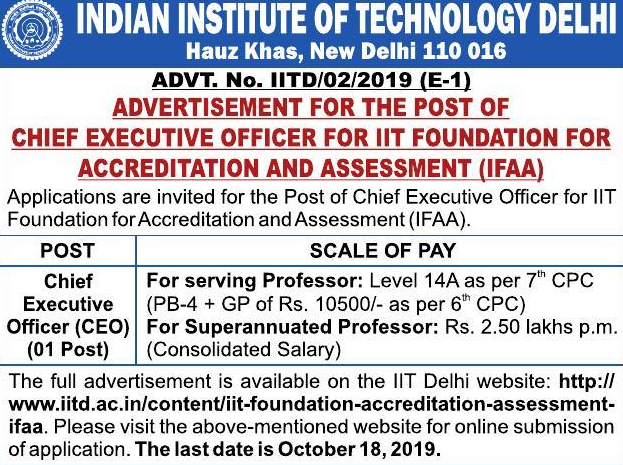 INDIAN INSTITUTE OF TECHNOLOGY DELHI
Hauz Khas, New Delhi 110 016
ADVT. No. IITD/02/2019 (E-1)
ADVERTISEMENT FOR THE POST OF
CHIEF EXECUTIVE OFFICER FOR IIT FOUNDATION FOR
ACCREDITATION AND ASSESSMENT (IFAA)
Applications are invited for the Post of Chief Executive Officer for IIT
Foundation for Accreditation and Assessment (IFAA).
POST
SCALE OF PAY
Chief
Executive
Officer (CEO)
(01 Post)
For serving Professor: Level 14A as per 7th CPC
(PB-4 + GP of Rs. 10500/- as per 6th CPC)
For Superannuated Professor: Rs. 2.50 lakhs p.m.
(Consolidated Salary)
The full advertisement is available on the IIT Delhi website: http://
www.iitd.ac.in/content/iit-foundation-accreditation-assessment-
ifaa. Please visit the above-mentioned website for online submission
of application. The last date is October 18, 2019.